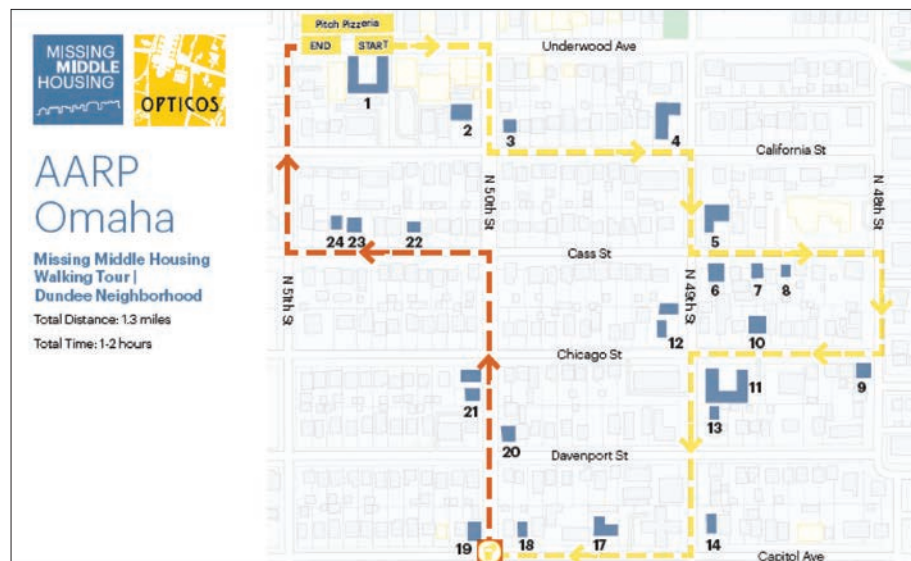 MISSING
MIDDLE
HOUSING
OPTICOS
AARP
Omaha
Missing Middle Housing
Walking Tour |
Dundee Neighborhood
Total Distance: 1.3 miles
Total Time: 1-2 hours
Pitch Pizzeria
END
START
Underwood Ave
1
2
3
4
California St
N 50th St
N 48th St
24
23
22
5
Cass St
N 51th St
N 49th St
6
7
8
12
10
Chicago St
21
11
9
13
20
Davenport St
19
18
17
14
Capitol Ave